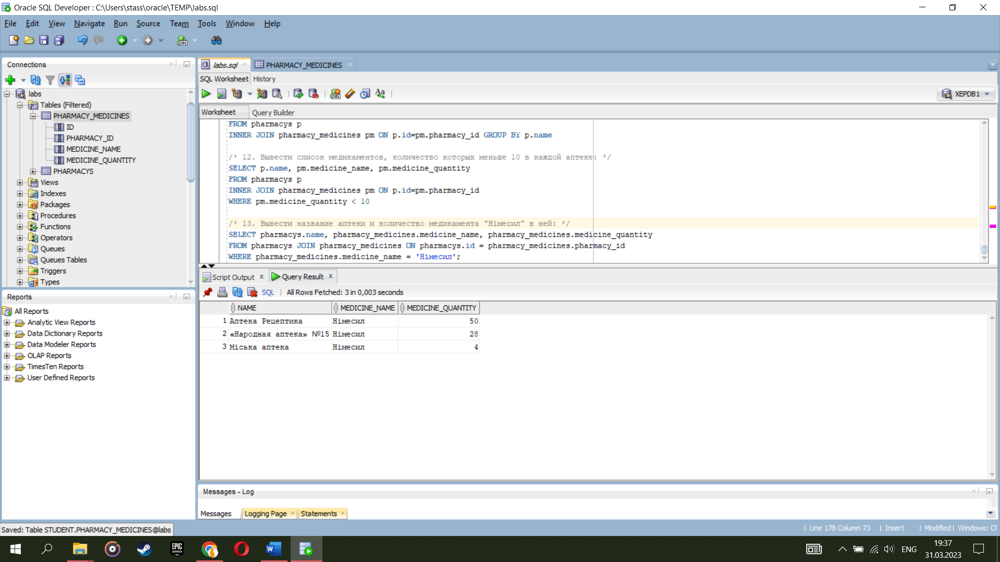 Oracle SQL Developer : C:\Users\stass\oracle\TEMP\labs.sql
File Edit View Navigate Run Source Team Tools Window Help
Connections
labs
Tables (Filtered)
PHARMACY_MEDICINES
ID
PHARMACY_ID
MEDICINE_NAME
MEDICINE_QUANTITY
PHARMACYS
Views
Indexes
Packages
Procedures
Functions
Operators
Queues
Queues Tables
Triggers
Types
Reports
All Reports
Analytic View Reports
Data Dictionary Reports
Data Modeler Reports
OLAP Reports
TimesTen Reports
User Defined Reports
labs.sql PHARMACY_MEDICINES
SQL Worksheet History
XEPDB1
Worksheet Query Builder
FROM pharmacys p
INNER JOIN pharmacy_medicines pm ON p.id=pm.pharmacy_id GROUP BY p.name
/* 12. Вывести список медикаментов, количество которых меньше 10 в каждой аптеке: */
SELECT p.name, pm.medicine_name, pm.medicine_quantity
FROM pharmacys p
INNER JOIN pharmacy_medicines pm ON p.id=pm.pharmacy_id
WHERE pm.medicine_quantity < 10
/* 13. Вывести название аптеки и количество медикамента "Німесил" в ней: */
SELECT pharmacys.name, pharmacy_medicines.medicine_name, pharmacy_medicines.medicine_quantity
FROM pharmacys JOIN pharmacy_medicines ON pharmacys.id = pharmacy_medicines.pharmacy_id
WHERE pharmacy_medicines.medicine_name = 'Німесил';
Script Output Query Result
SQL All Rows Fetched: 3 in 0,003 seconds
NAME MEDICINE_NAME MEDICINE_QUANTITY
1 Аптека Рецептика Німесил 50
2 «Народная аптека» №15 Німесил 28
3 Міська аптека Німесил 4
Messages - Log
Messages Logging Page Statements
Saved: Table STUDENT.PHARMACY_MEDICINES@labs
Line 178 Column 73 Insert Modified Windows:
EPIC GAMES
ENG
19:37
31.03.2023